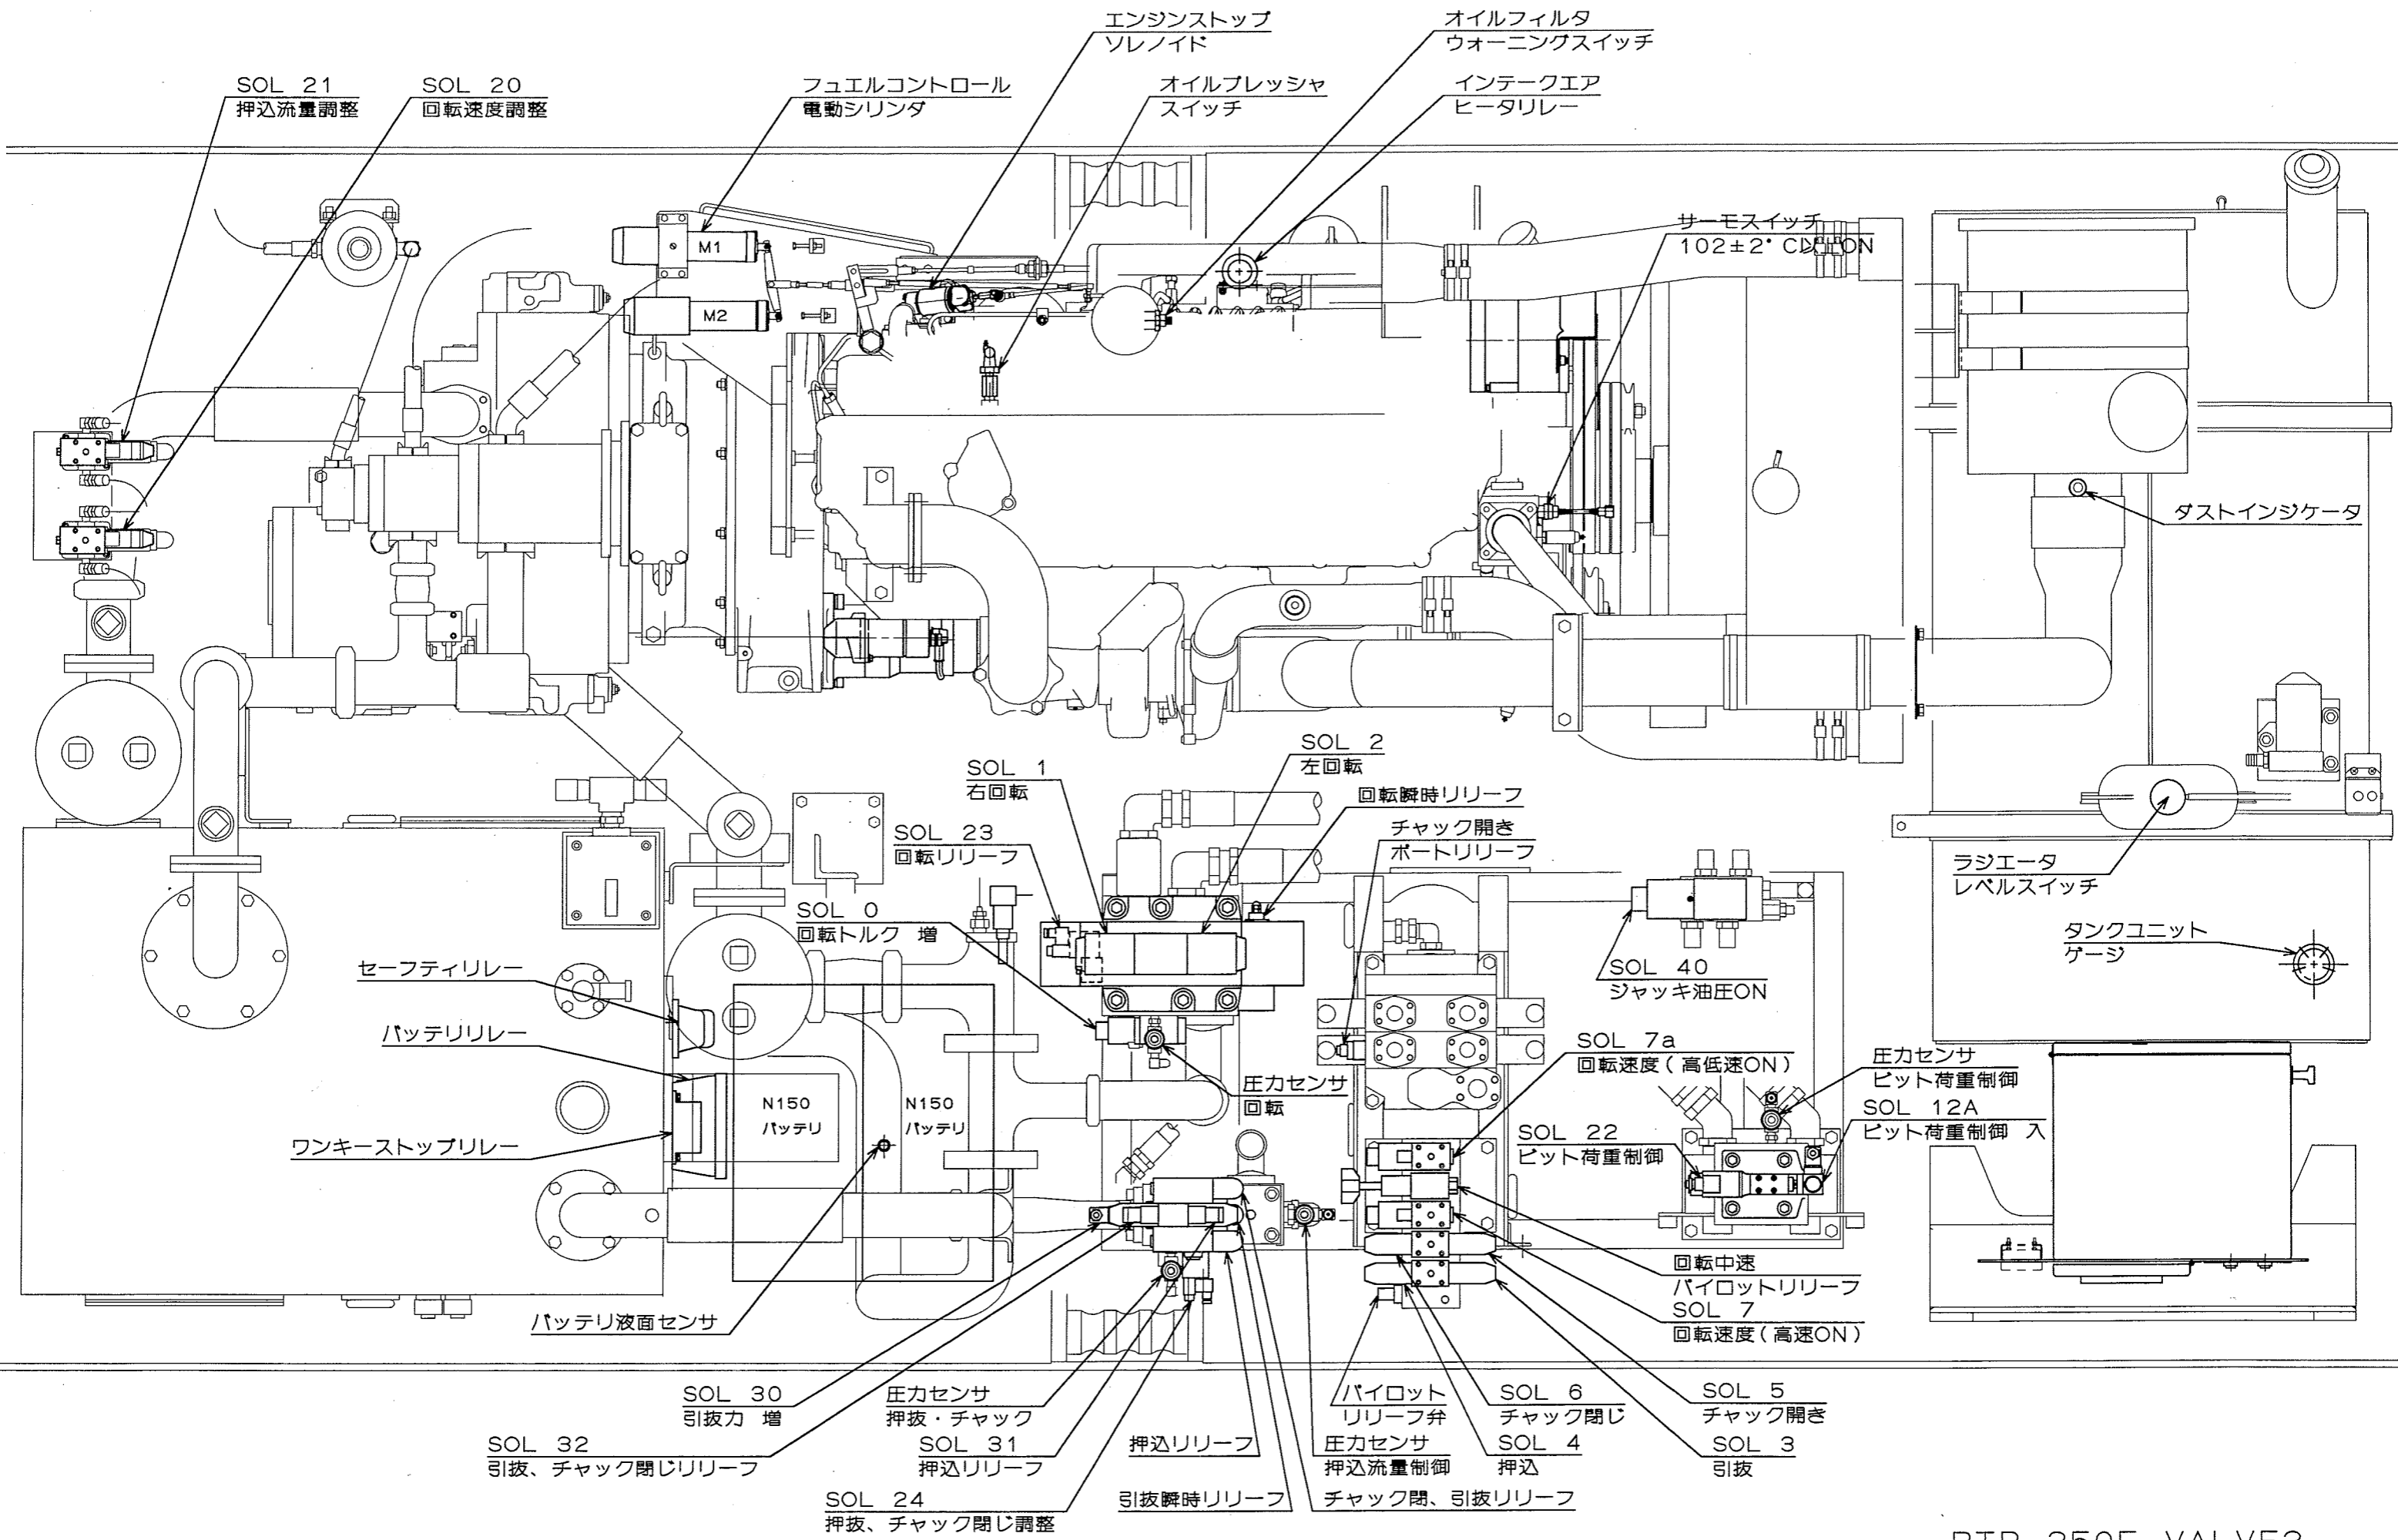 エンジンストップ
ソレノイド
オイルフィルタ
ウォーニングスイッチ
SOL 21
押込流量調整
SOL 20
回転速度調整
フュエルコントロール
電動シリンダ
オイルプレッシャ
スイッチ
インテークエア
ヒータリレー
M1
M2
サーモスイッチ
102±2°C以上ON
ダストインジケータ
SOL 1
右回転
SOL 2
左回転
回転瞬時リリーフ
SOL 23
回転リリーフ
チャック開き
ポートリリーフ
ラジエータ
レベルスイッチ
SOL 0
回転トルク 増
タンクユニット
ゲージ
SOL 40
ジャッキ油圧ON
セーフティリレー
バッテリリレー
ワンキーストップリレー
N150
バッテリ
N150
バッテリ
圧力センサ
回転
SOL 7a
回転速度(高低速ON)
圧力センサ
ビット荷重制御
SOL 12A
ビット荷重制御 入
SOL 22
ビット荷重制御
回転中速
パイロットリリーフ
SOL 7
回転速度(高速ON)
バッテリ液面センサ
SOL 30
引抜力 増
圧力センサ
押抜・チャック
パイロット
リリーフ弁
SOL 6
チャック閉じ
SOL 5
チャック開き
SOL 32
引抜、チャック閉じリリーフ
SOL 31
押込リリーフ
押込リリーフ
圧力センサ
押込流量制御
SOL 4
押込
SOL 3
引抜
SOL 24
押抜、チャック閉じ調整
引抜瞬時リリーフ
チャック閉、引抜リリーフ